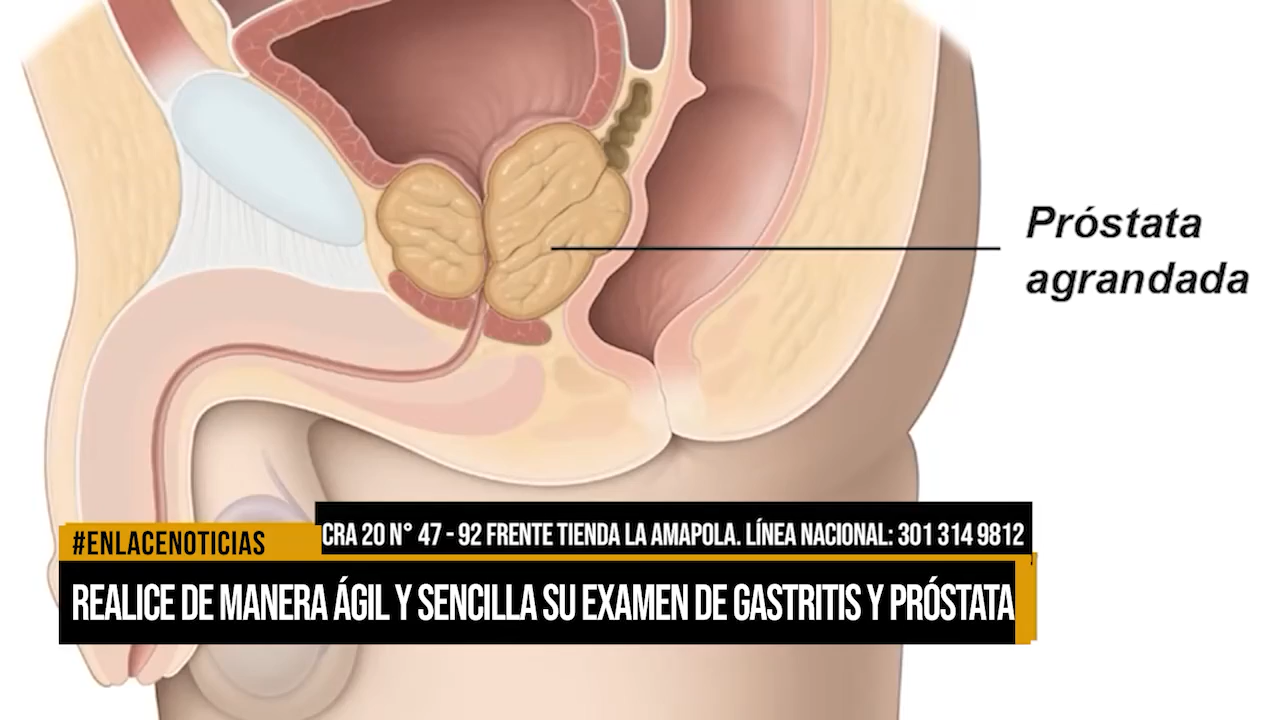 Próstata
agrandada
CRA 20 N° 47 - 92 FRENTE TIENDA LA AMAPOLA. LÍNEA NACIONAL: 301 314 9812
#ENLACENOTICIAS
REALICE DE MANERA ÁGIL Y SENCILLA SU EXAMEN DE GASTRITIS Y PRÓSTATA